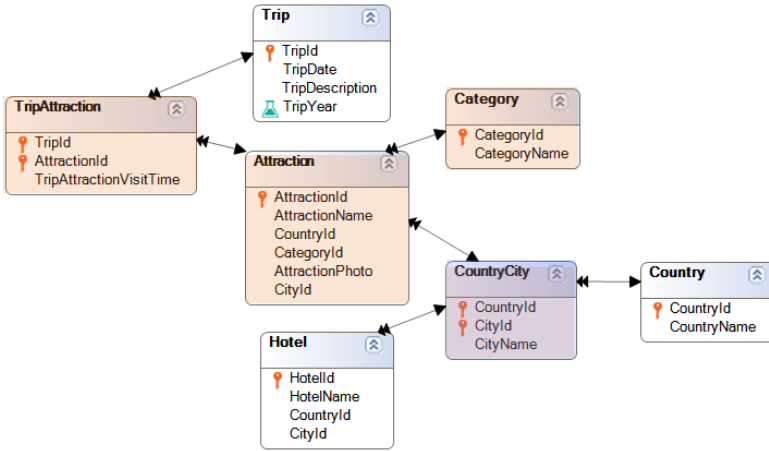 Trip
TripId
TripDate
TripDescription
TripYear
TripAttraction
TripId
AttractionId
TripAttractionVisitTime
Category
CategoryId
CategoryName
Attraction
AttractionId
AttractionName
CountryId
CategoryId
AttractionPhoto
CityId
CountryCity
CountryId
CityId
CityName
Country
CountryId
CountryName
Hotel
HotelId
HotelName
CountryId
CityId